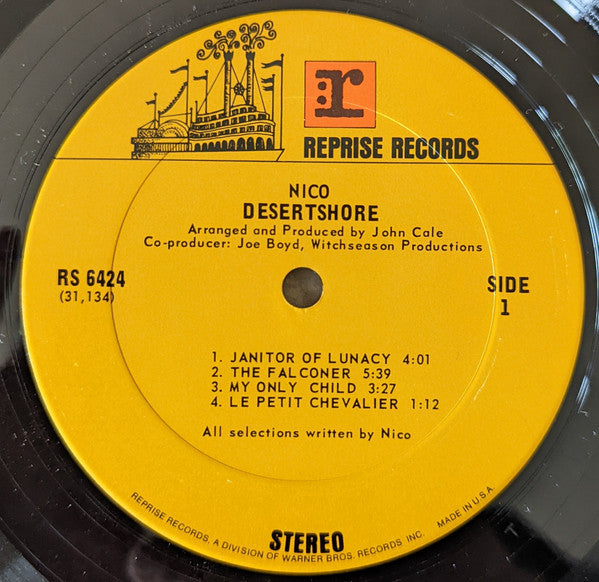 r
REPRISE RECORDS
NICO
DESERTSHORE
Arranged and Produced by John Cale
Co-producer: Joe Boyd, Witchseason Productions
RS 6424
(31,134)
SIDE
1
1. JANITOR OF LUNACY 4:01
2. THE FALCONER 5:39
3. MY ONLY CHILD 3:27
4. LE PETIT CHEVALIER 1:12
All selections written by Nico
STEREO
REPRISE RECORDS, A DIVISION OF WARNER BROS. RECORDS, INC. MADE IN U.S.A.
T